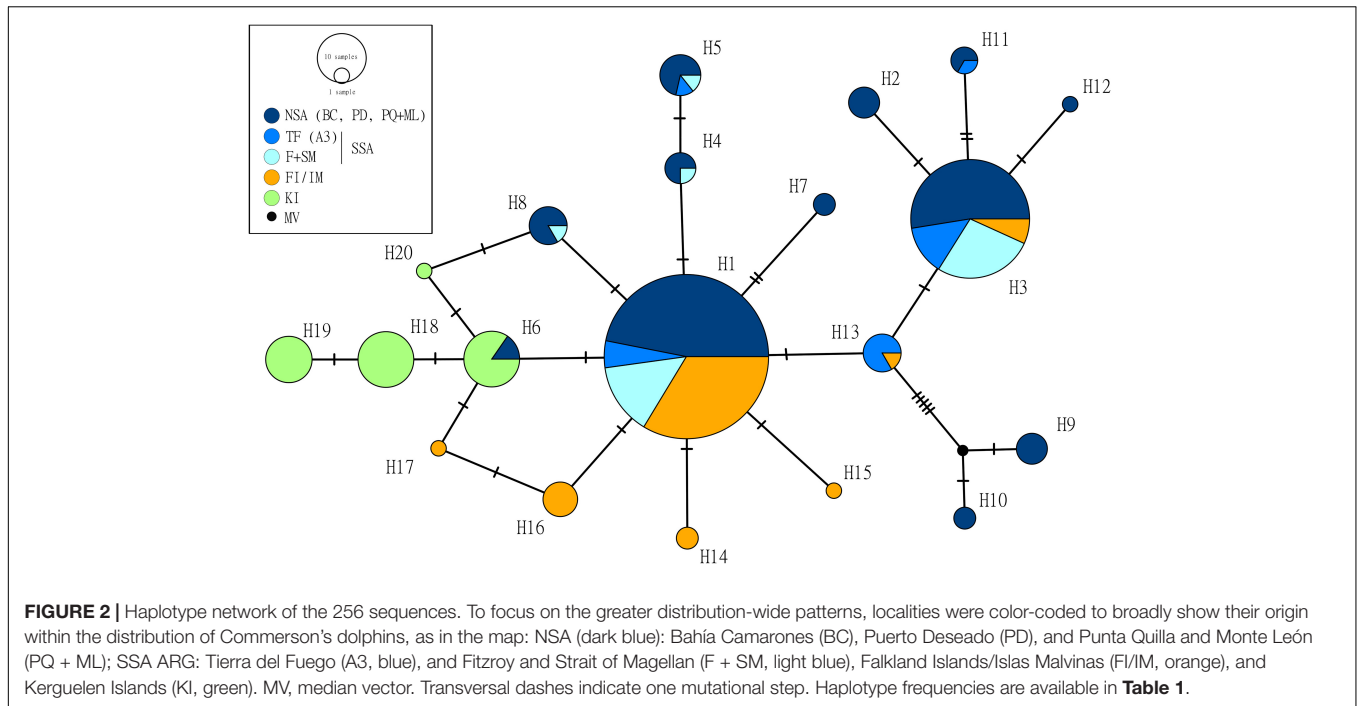 10 samples
1 sample
NSA (BC, PD, PQ+ML)
TF (A3)
F+SM
SSA
FI/IM
KI
MV
H5
H11
H2
H12
H4
H7
H8
H20
H1
H3
H19
H18
H6
H13
H17
H9
H16
H15
H10
H14
FIGURE 2 | Haplotype network of the 256 sequences. To focus on the greater distribution-wide patterns, localities were color-coded to broadly show their origin
within the distribution of Commerson's dolphins, as in the map: NSA (dark blue): Bahía Camarones (BC), Puerto Deseado (PD), and Punta Quilla and Monte León
(PQ + ML); SSA ARG: Tierra del Fuego (A3, blue), and Fitzroy and Strait of Magellan (F + SM, light blue), Falkland Islands/Islas Malvinas (FI/IM, orange), and
Kerguelen Islands (KI, green). MV, median vector. Transversal dashes indicate one mutational step. Haplotype frequencies are available in Table 1.